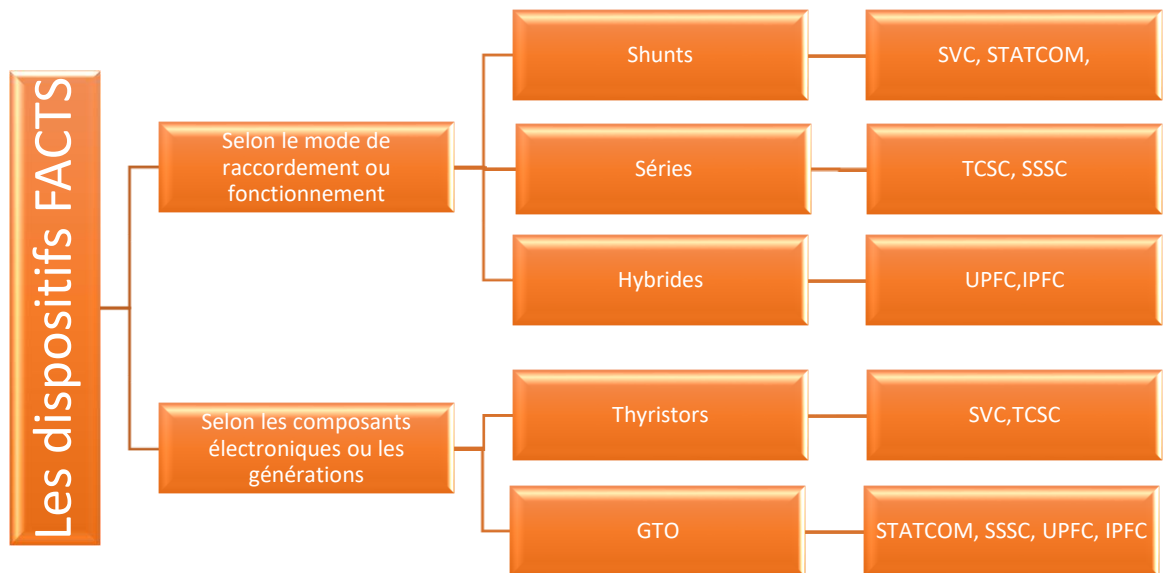 Les dispositifs FACTS
Selon le mode de
raccordement ou
fonctionnement
Shunts
SVC, STATCOM,
Séries
TCSC, SSSC
Hybrides
UPFC,IPFC
Selon les composants
électroniques ou les
générations
Thyristors
SVC,TCSC
GTO
STATCOM, SSSC, UPFC, IPFC